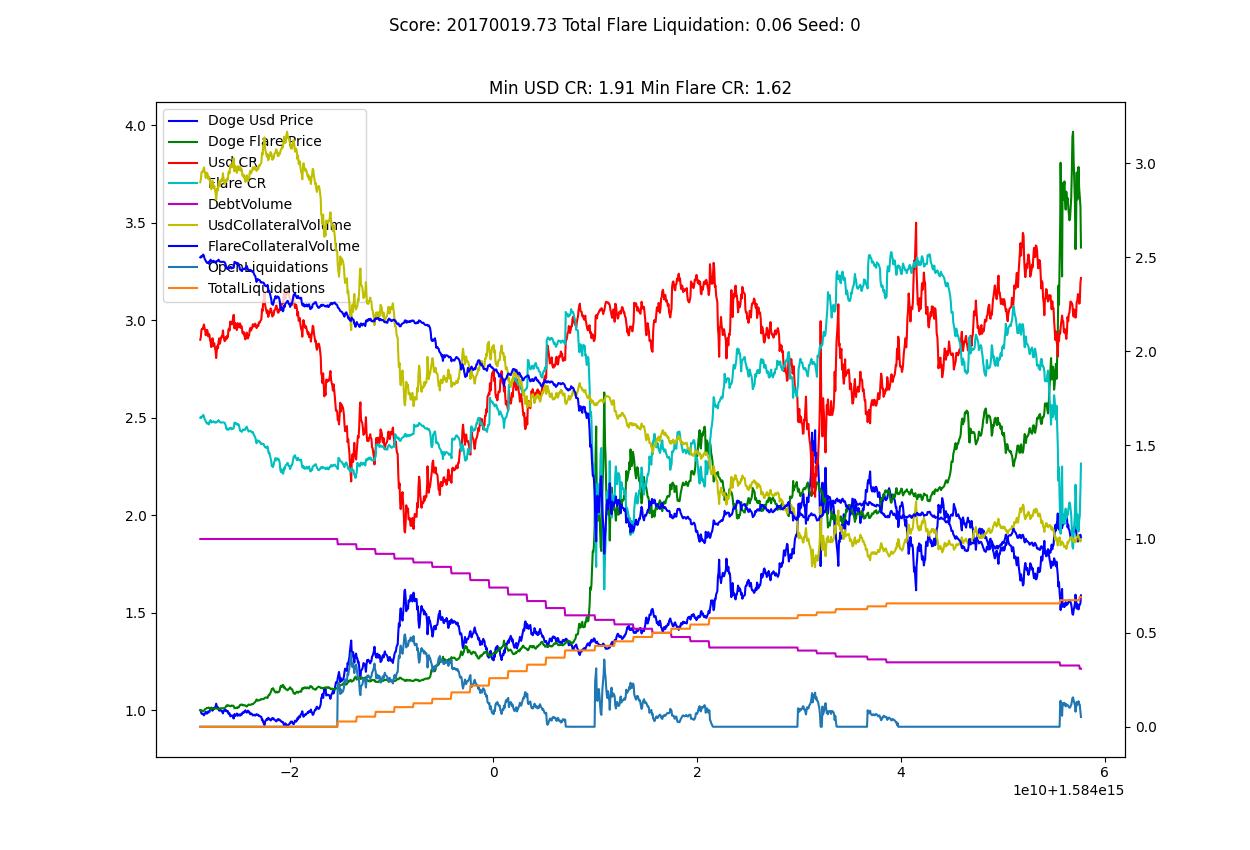 Score: 20170019.73 Total Flare Liquidation: 0.06 Seed: 0
Min USD CR: 1.91 Min Flare CR: 1.62
Doge Usd Price
Doge Flare Price
Usd CR
Flare CR
DebtVolume
UsdCollateralVolume
FlareCollateralVolume
OpenLiquidations
TotalLiquidations
4.0
3.5
3.0
2.5
2.0
1.5
1.0
3.0
2.5
2.0
1.5
1.0
0.5
0.0
−2
0
2
4
6
1e10+1.584e15